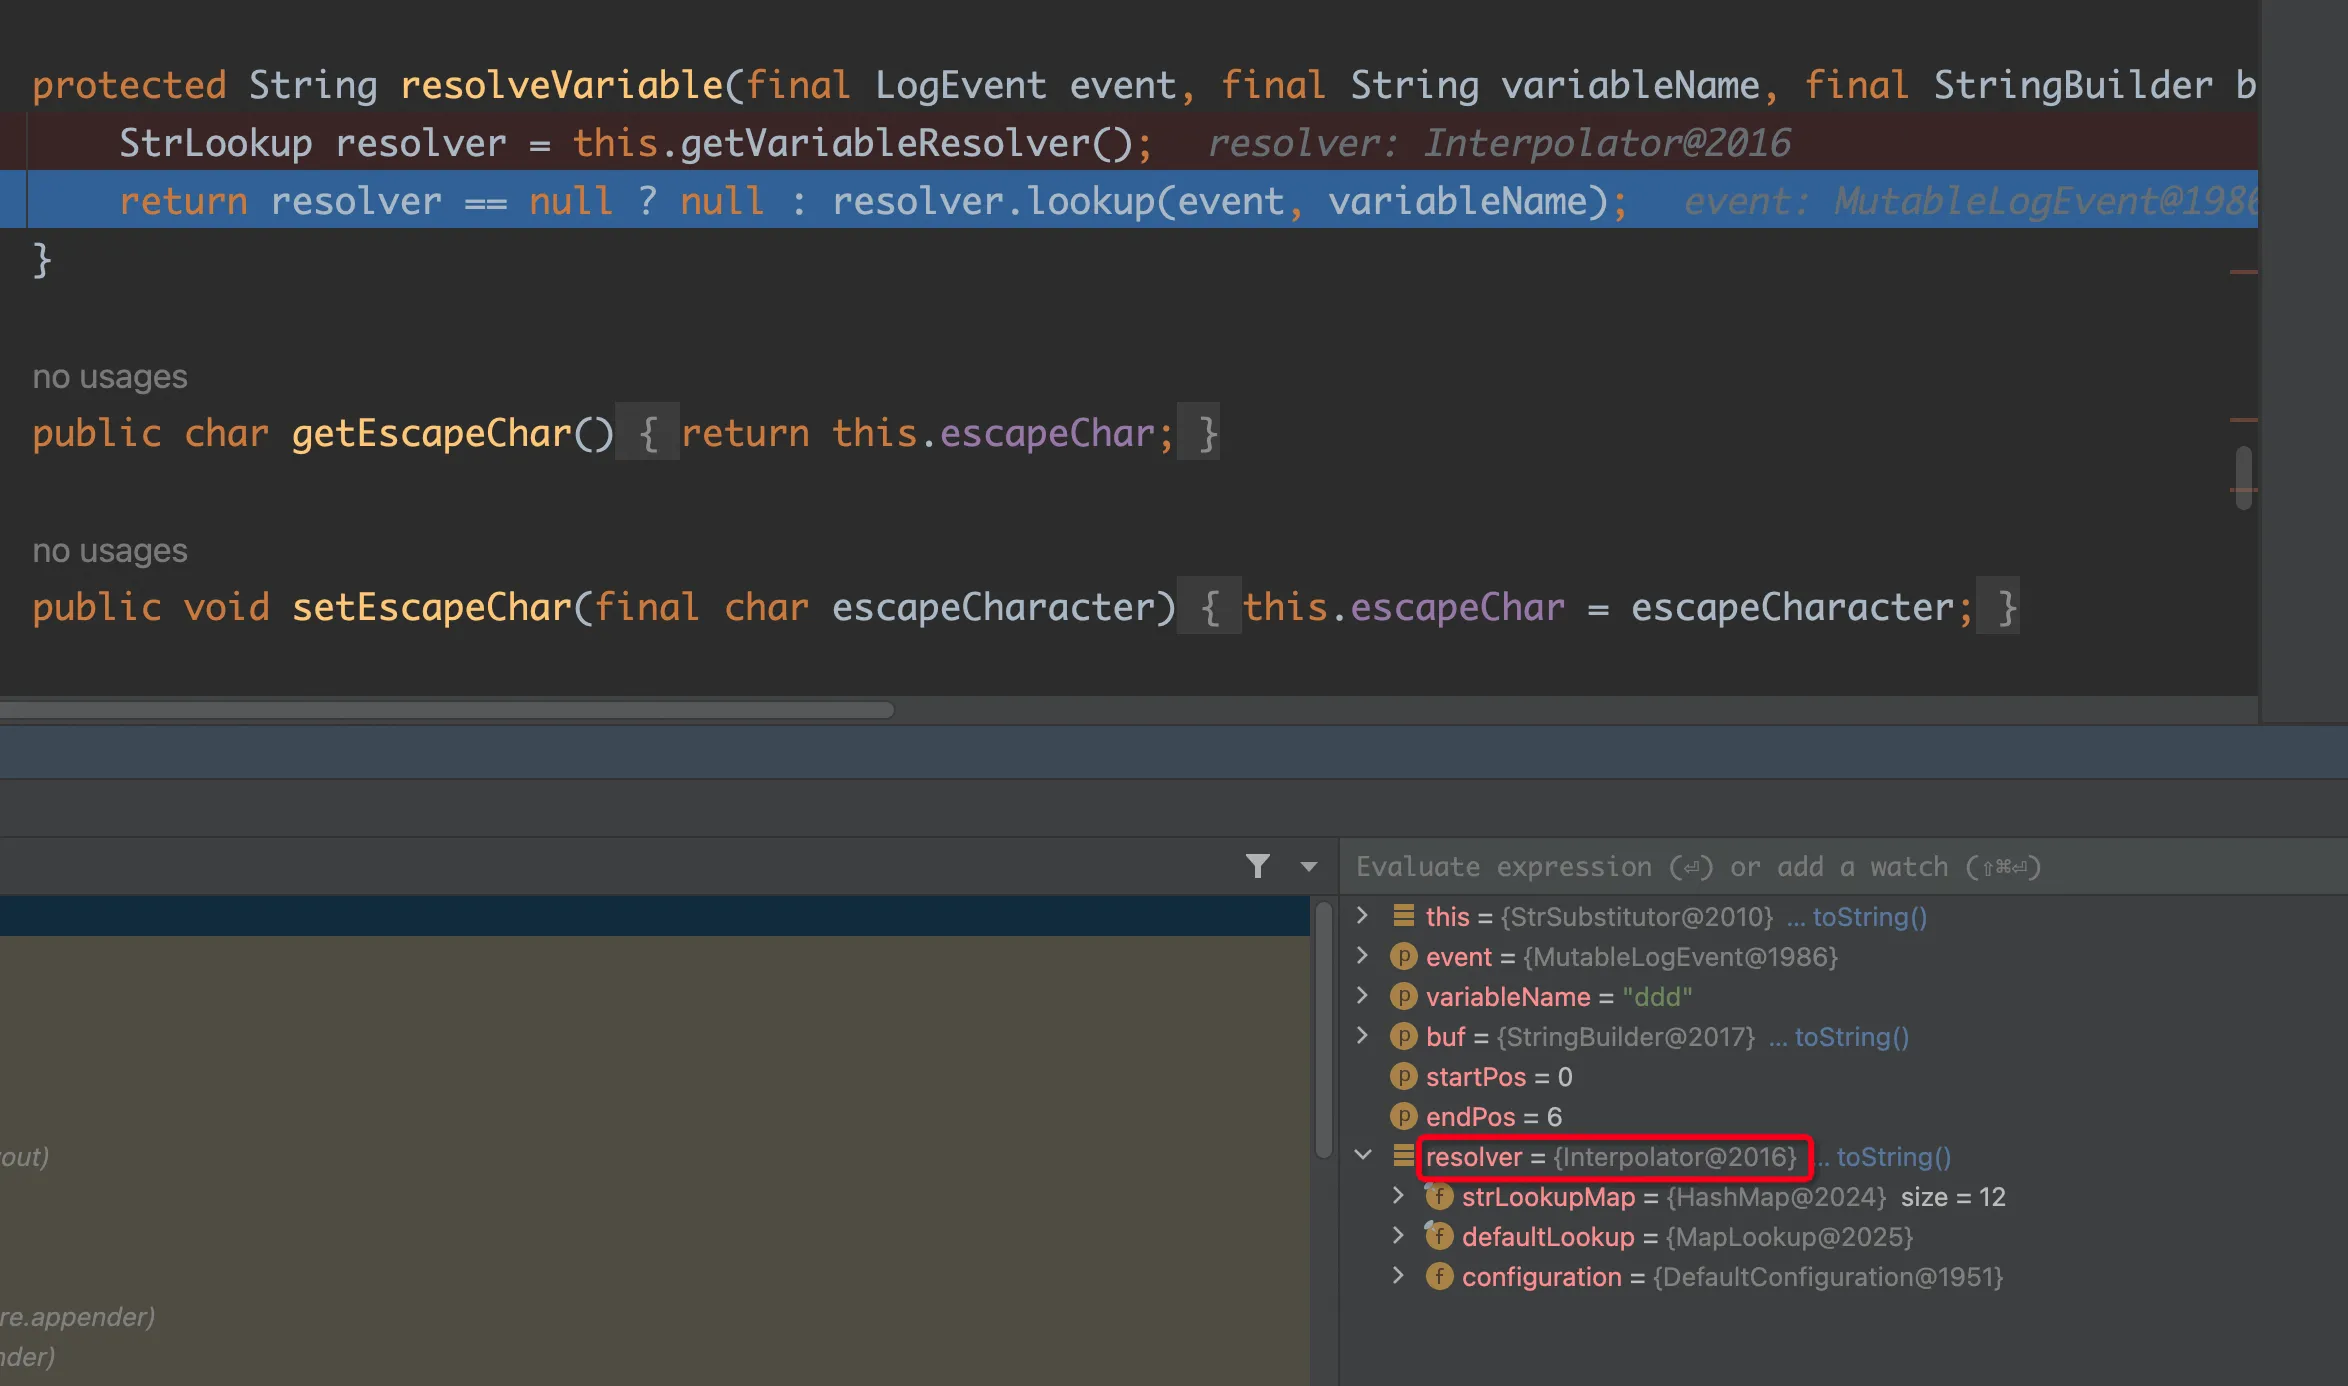 protected String resolveVariable(final LogEvent event, final String variableName, final StringBuilder b
StrLookup resolver = this.getVariableResolver(); resolver: Interpolator@2016
return resolver == null ? null : resolver.lookup(event, variableName); event: MutableLogEvent@1986
}
no usages
public char getEscapeChar() { return this.escapeChar; }
no usages
public void setEscapeChar(final char escapeCharacter) { this.escapeChar = escapeCharacter; }
Evaluate expression (⏎) or add a watch (⇧⌘⏎)
this = {StrSubstitutor@2010} ... toString()
event = {MutableLogEvent@1986}
variableName = "ddd"
buf = {StringBuilder@2017} ... toString()
startPos = 0
endPos = 6
resolver = {Interpolator@2016} ... toString()
strLookupMap = {HashMap@2024} size = 12
defaultLookup = {MapLookup@2025}
configuration = {DefaultConfiguration@1951}
out)
re.appender)
nder)